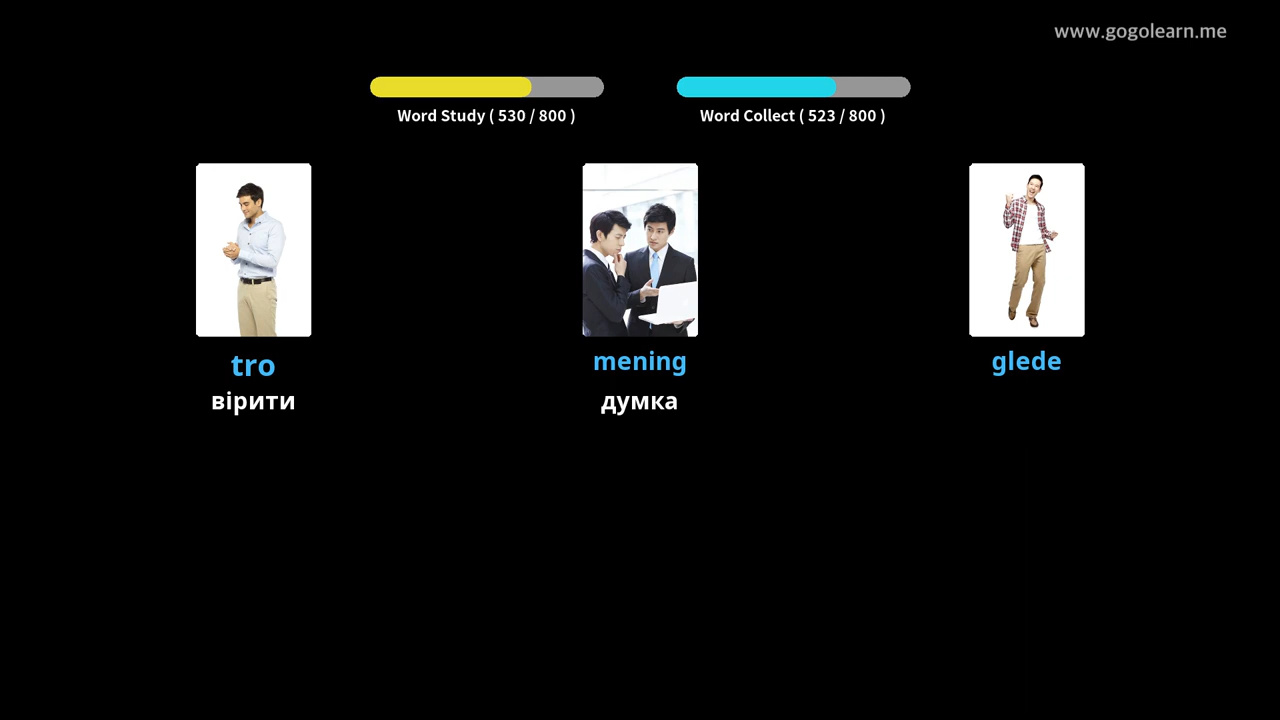 www.gogolearn.me
Word Study ( 530 / 800 )
Word Collect ( 523 / 800 )
tro
вірити
mening
думка
glede